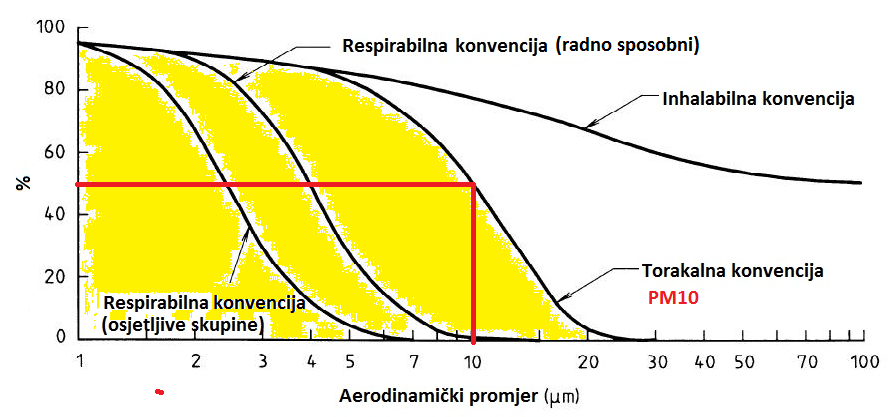 100
80
60
%
40
20
0
Respirabilna konvencija (radno sposobni)
Inhalabilna konvencija
Torakalna konvencija
PM10
Respirabilna konvencija
(osjetljive skupine)
1 2 3 4 5 7 10 20 30 40 50 70 100
Aerodinamički promjer (μm)